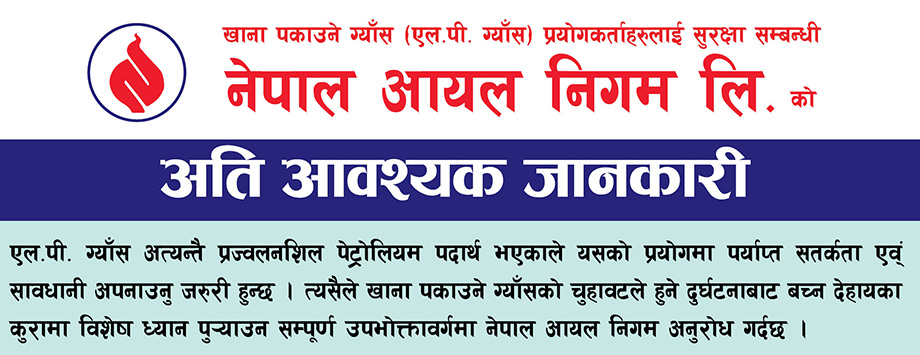 खाना पकाउने ग्याँस (एल.पी. ग्याँस) प्रयोगकर्ताहरुलाई सुरक्षा सम्बन्धी
नेपाल आयल निगम लि. को
अति आवश्यक जानकारी
एल.पी. ग्याँस अत्यन्तै प्रज्वलनशिल पेट्रोलियम पदार्थ भएकाले यसको प्रयोगमा पर्याप्त सतर्कता एवं
सावधानी अपनाउनु जरुरी हुन्छ । त्यसैले खाना पकाउने ग्याँसको चुहावटले हुने दुर्घटनाबाट बच्न देहायका
कुरामा विशेष ध्यान पुऱ्याउन सम्पूर्ण उपभोक्तावर्गमा नेपाल आयल निगम अनुरोध गर्दछ ।